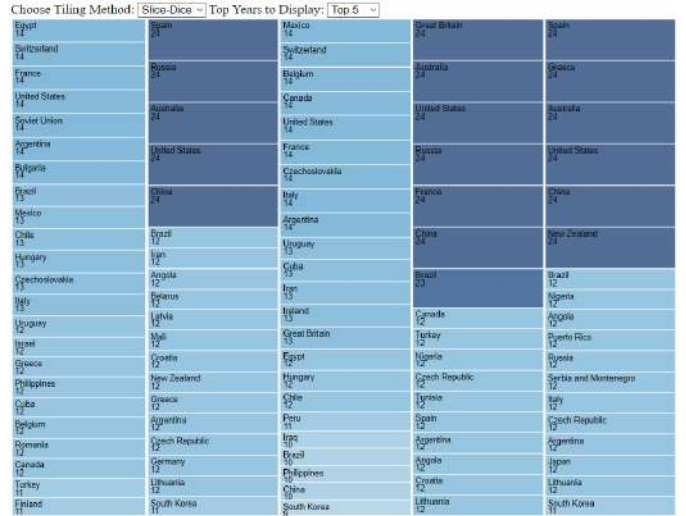 Choose Tiling Method: Slice-Dice Top Years to Display: Top 5
Egypt
14
Switzerland
14
France
14
United States
14
Soviet Union
14
Argentina
14
Bulgaria
14
Brazil
13
Mexico
13
Chile
13
Hungary
13
Czechoslovakia
13
Italy
13
Uruguay
12
Israel
12
Greece
12
Philippines
12
Cuba
12
Belgium
12
Romania
12
Canada
12
Turkey
11
Finland
11
Spain
24
Russia
24
Australia
24
United States
24
China
24
Brazil
12
Iran
12
Angola
12
Belarus
12
Latvia
12
Mali
12
Croatia
12
New Zealand
12
Greece
12
Argentina
12
Czech Republic
12
Germany
12
Lithuania
12
South Korea
11
Mexico
14
Switzerland
14
Belgium
14
Canada
14
United States
14
France
14
Czechoslovakia
14
Italy
14
Argentina
14
Uruguay
13
Cuba
13
Iran
13
Ireland
13
Great Britain
13
Egypt
12
Hungary
12
Chile
12
Peru
11
Iraq
10
Brazil
10
Philippines
10
China
10
South Korea
Great Britain
24
Australia
24
United States
24
Russia
24
France
24
China
24
Brazil
23
Canada
12
Turkey
12
Nigeria
12
Czech Republic
12
Tunisia
12
Spain
12
Argentina
12
Angola
12
Croatia
12
Lithuania
12
Spain
24
Greece
24
Australia
24
United States
24
China
24
New Zealand
24
Brazil
12
Nigeria
12
Angola
12
Puerto Rico
12
Russia
12
Serbia and Montenegro
12
Italy
12
Czech Republic
12
Argentina
12
Japan
12
South Korea
11